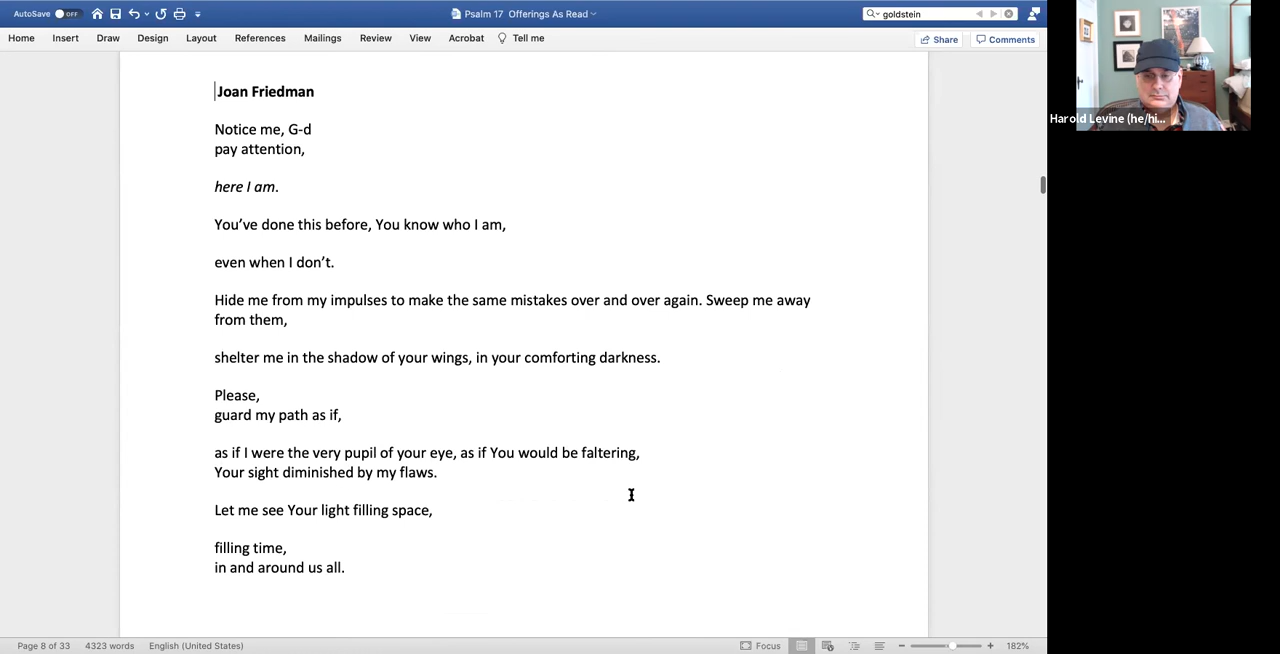 AutoSave OFF
Psalm 17 Offerings As Read
goldstein
Home Insert Draw Design Layout References Mailings Review View Acrobat Tell me
Share Comments
Joan Friedman
Notice me, G-d
pay attention,
here I am.
You've done this before, You know who I am,
even when I don't.
Hide me from my impulses to make the same mistakes over and over again. Sweep me away
from them,
shelter me in the shadow of your wings, in your comforting darkness.
Please,
guard my path as if,
as if I were the very pupil of your eye, as if You would be faltering,
Your sight diminished by my flaws.
Let me see Your light filling space,
filling time,
in and around us all.
Harold Levine (he/hi...
Page 8 of 33 4323 words English (United States)
Focus
182%